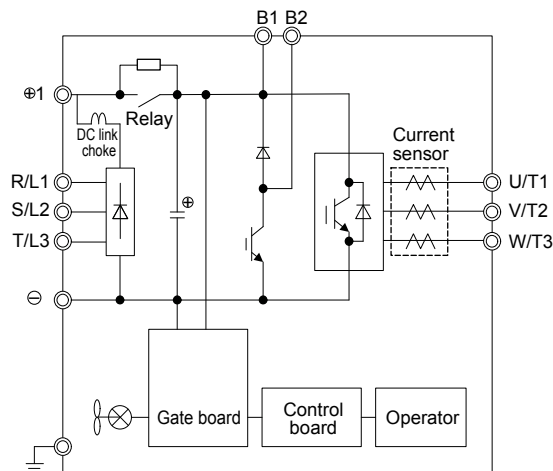 B1 B2
⊕1
Relay
DC link
choke
Current
sensor
R/L1
S/L2
T/L3
⊕
U/T1
V/T2
W/T3
⊖
Gate board
Control
board
Operator